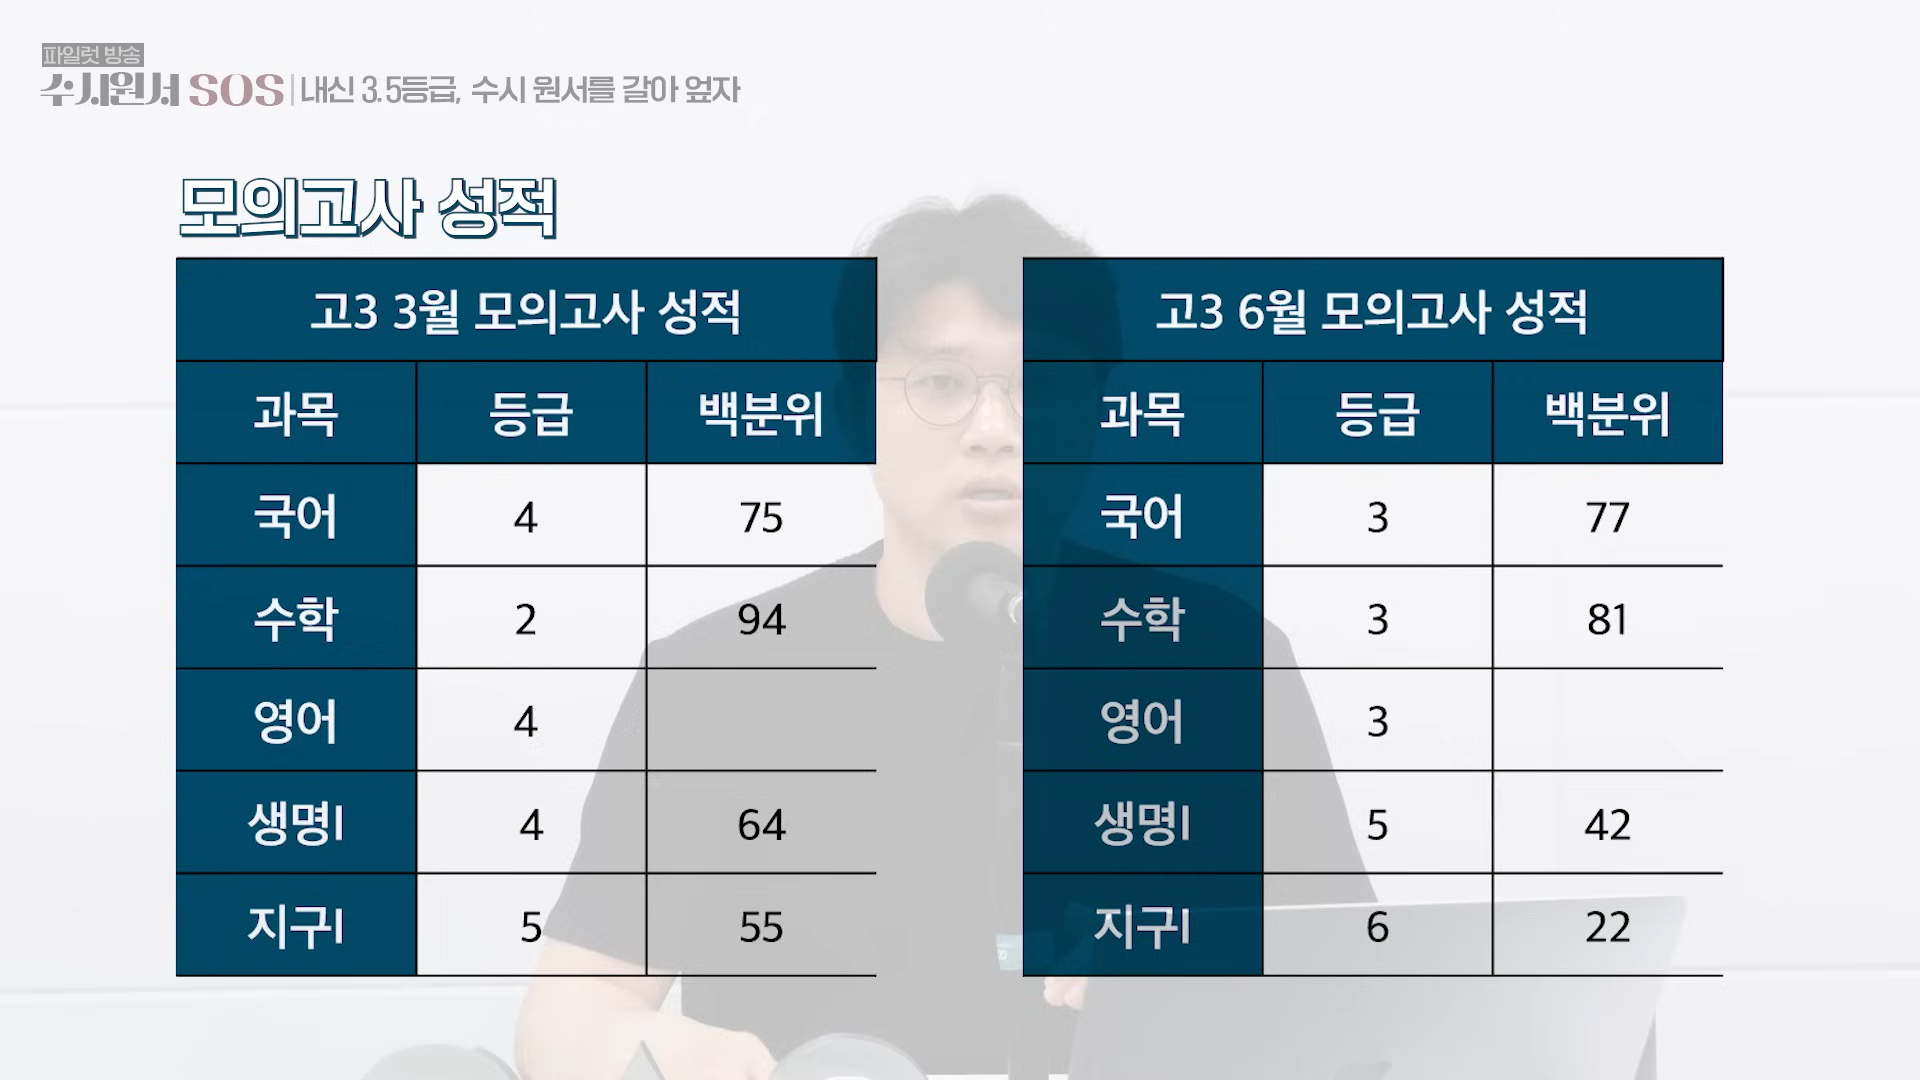 파일럿 방송
수시원서 SOS | 내신 3.5등급, 수시 원서를 갈아 엎자
모의고사 성적
고3 3월 모의고사 성적
과목 등급 백분위
국어 4 75
수학 2 94
영어 4
생명I 4 64
지구I 5 55
고3 6월 모의고사 성적
과목 등급 백분위
국어 3 77
수학 3 81
영어 3
생명I 5 42
지구I 6 22